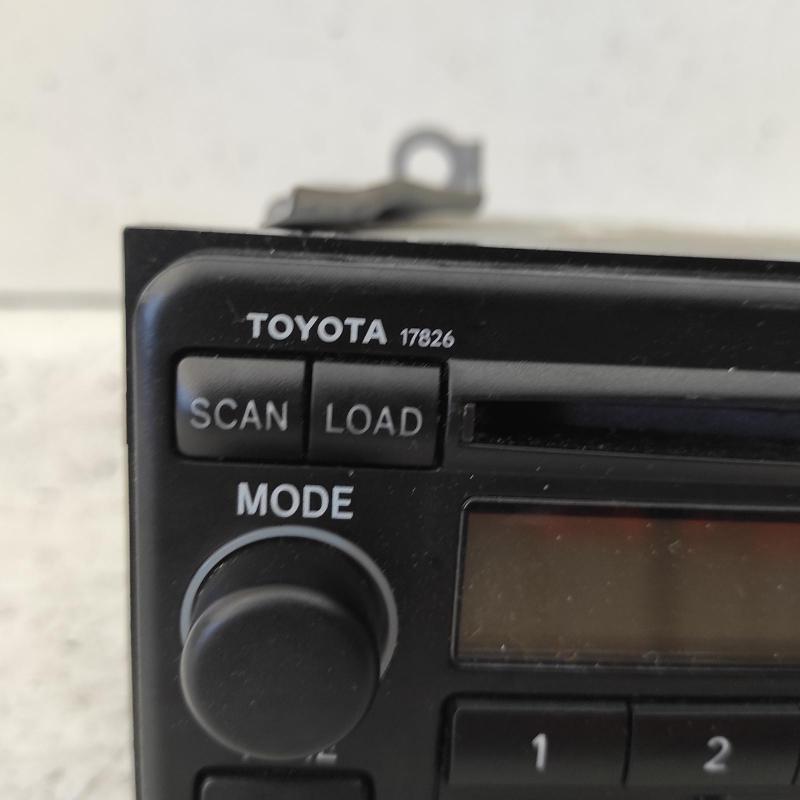 TOYOTA 17826
SCAN LOAD
MODE
1 2